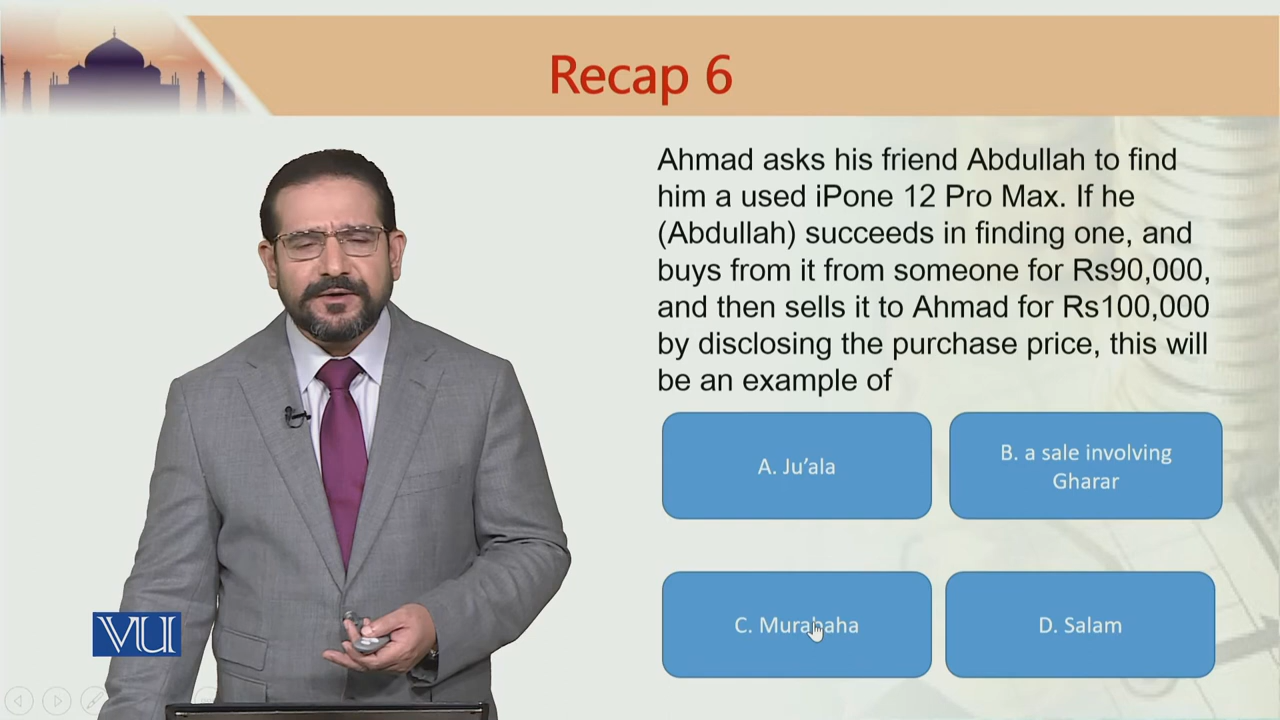 Recap 6
Ahmad asks his friend Abdullah to find
him a used iPone 12 Pro Max. If he
(Abdullah) succeeds in finding one, and
buys from it from someone for Rs90,000,
and then sells it to Ahmad for Rs100,000
by disclosing the purchase price, this will
be an example of
A. Ju’ala
B. a sale involving
Gharar
C. Murabaha
D. Salam
VU